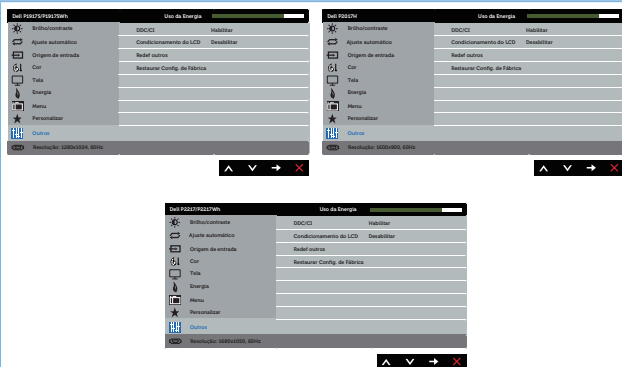 Dell P1917S/P1917SWh Uso da Energia
Brilho/contraste DDC/CI Habilitar
Ajuste automático Condicionamento do LCD Desabilitar
Origem de entrada Redef outros
Cor Restaurar Config. de Fábrica
Tela
Energia
Menu
Personalizar
Outros
Resolução: 1280x1024, 60Hz
Dell P2017H Uso da Energia
Brilho/contraste DDC/CI Habilitar
Ajuste automático Condicionamento do LCD Desabilitar
Origem de entrada Redef outros
Cor Restaurar Config. de Fábrica
Tela
Energia
Menu
Personalizar
Outros
Resolução: 1600x900, 60Hz
Dell P2217/P2217Wh Uso da Energia
Brilho/contraste DDC/CI Habilitar
Ajuste automático Condicionamento do LCD Desabilitar
Origem de entrada Redef outros
Cor Restaurar Config. de Fábrica
Tela
Energia
Menu
Personalizar
Outros
Resolução: 1680x1050, 60Hz